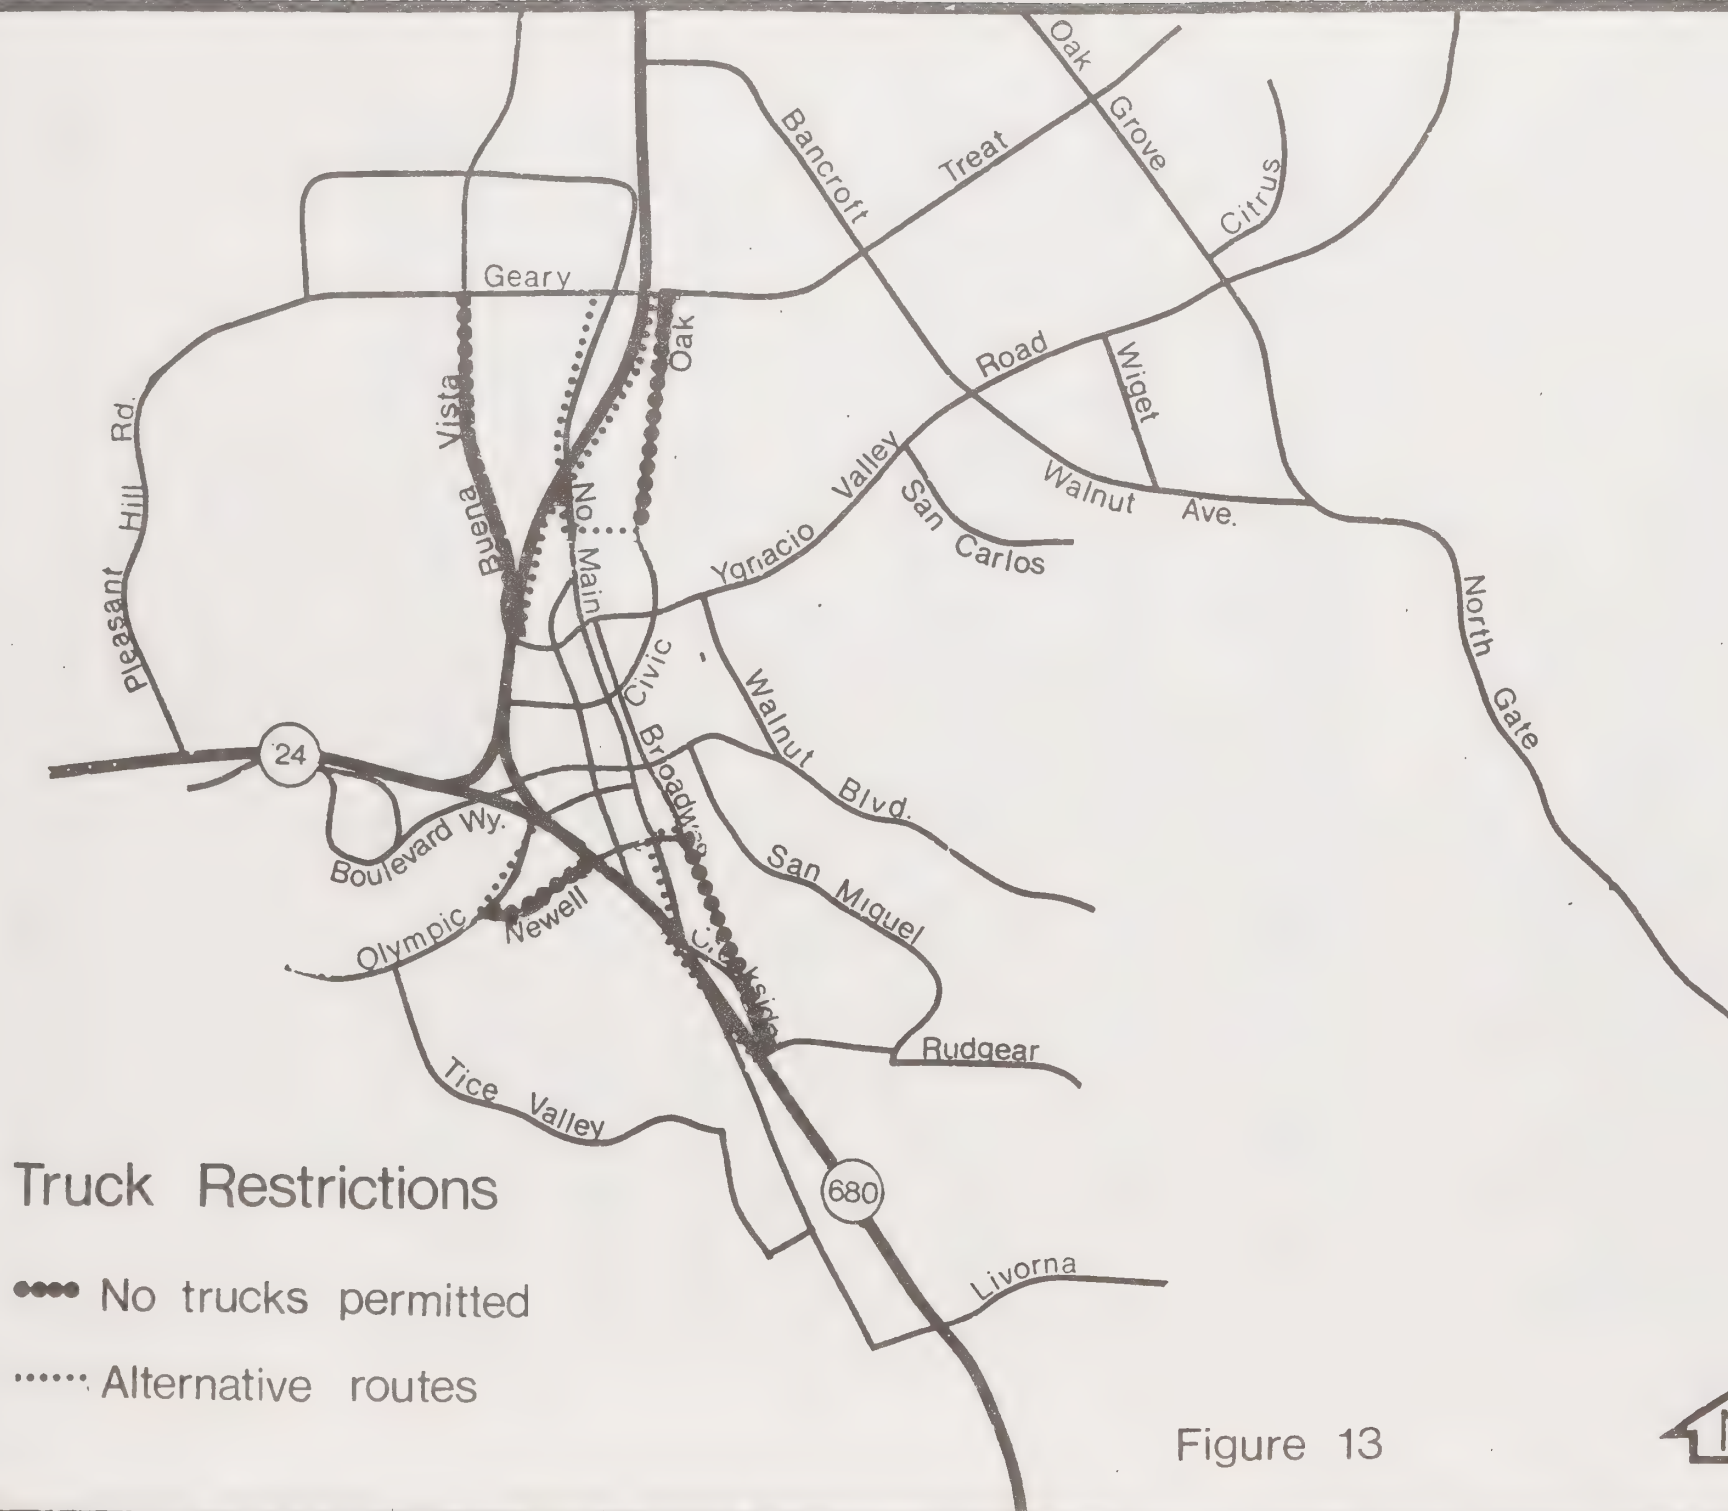 Oak
Grove
Bancroft
Treat
Citrus
Geary
Oak
Road
Wiget
Vista
Buena
Pleasant Hill Rd.
Valley
San Carlos
Walnut Ave.
No
Main
Ygnacio
North Gate
Civic
Walnut Blvd.
24
Broadway
Boulevard Wy.
San Miguel
Olympic
Newell
Creekside
Rudgear
Tice Valley
Truck Restrictions
680
No trucks permitted
Livorna
Alternative routes
Figure 13
N